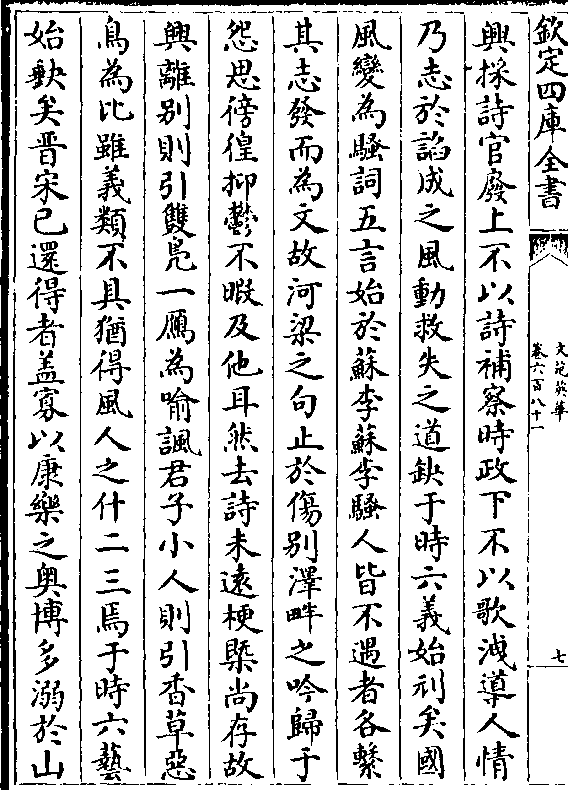 欽定四庫全書
文苑英華
卷六百八十一
七
興採詩官廢上不以詩補察時政下不以歌洩導人情
乃志於諂成之風動救失之道缺于時六義始刓矣國
風變為騷詞五言始於蘇李蘇李騷人皆不遇者各繫
其志發而為文故河梁之句止於傷別澤畔之吟歸于
怨思徬徨抑鬱不暇及他耳然去詩未遠梗槩尚存故
興離別則引雙鳬一鴈為喻諷君子小人則引香草惡
鳥為比雖義類不具猶得風人之什二三焉于時六藝
始缺矣晉宋已還得者盖寡以康樂之奥博多溺於山